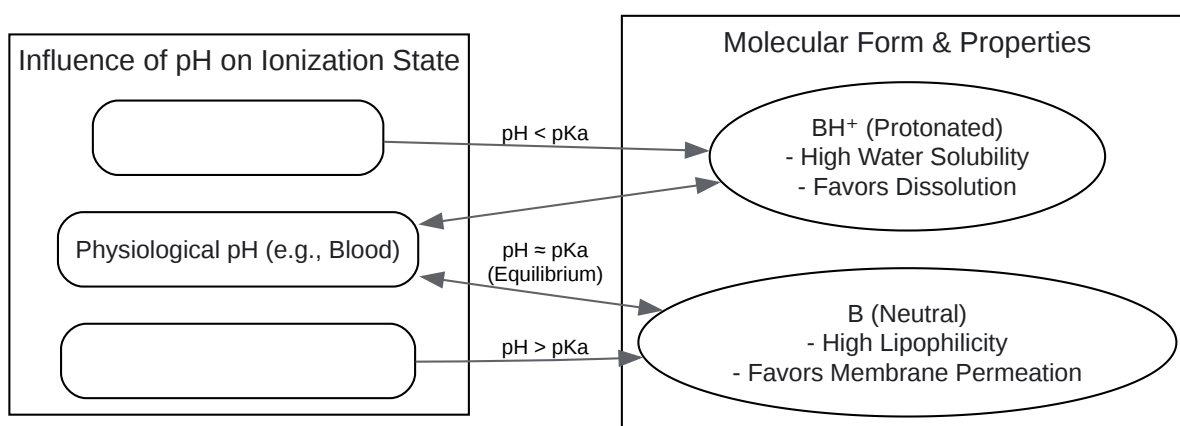 Influence of pH on Ionization State
Physiological pH (e.g., Blood)
pH < pKa
pH ≈ pKa
(Equilibrium)
pH > pKa
Molecular Form & Properties
BH⁺ (Protonated)
- High Water Solubility
- Favors Dissolution
B (Neutral)
- High Lipophilicity
- Favors Membrane Permeation